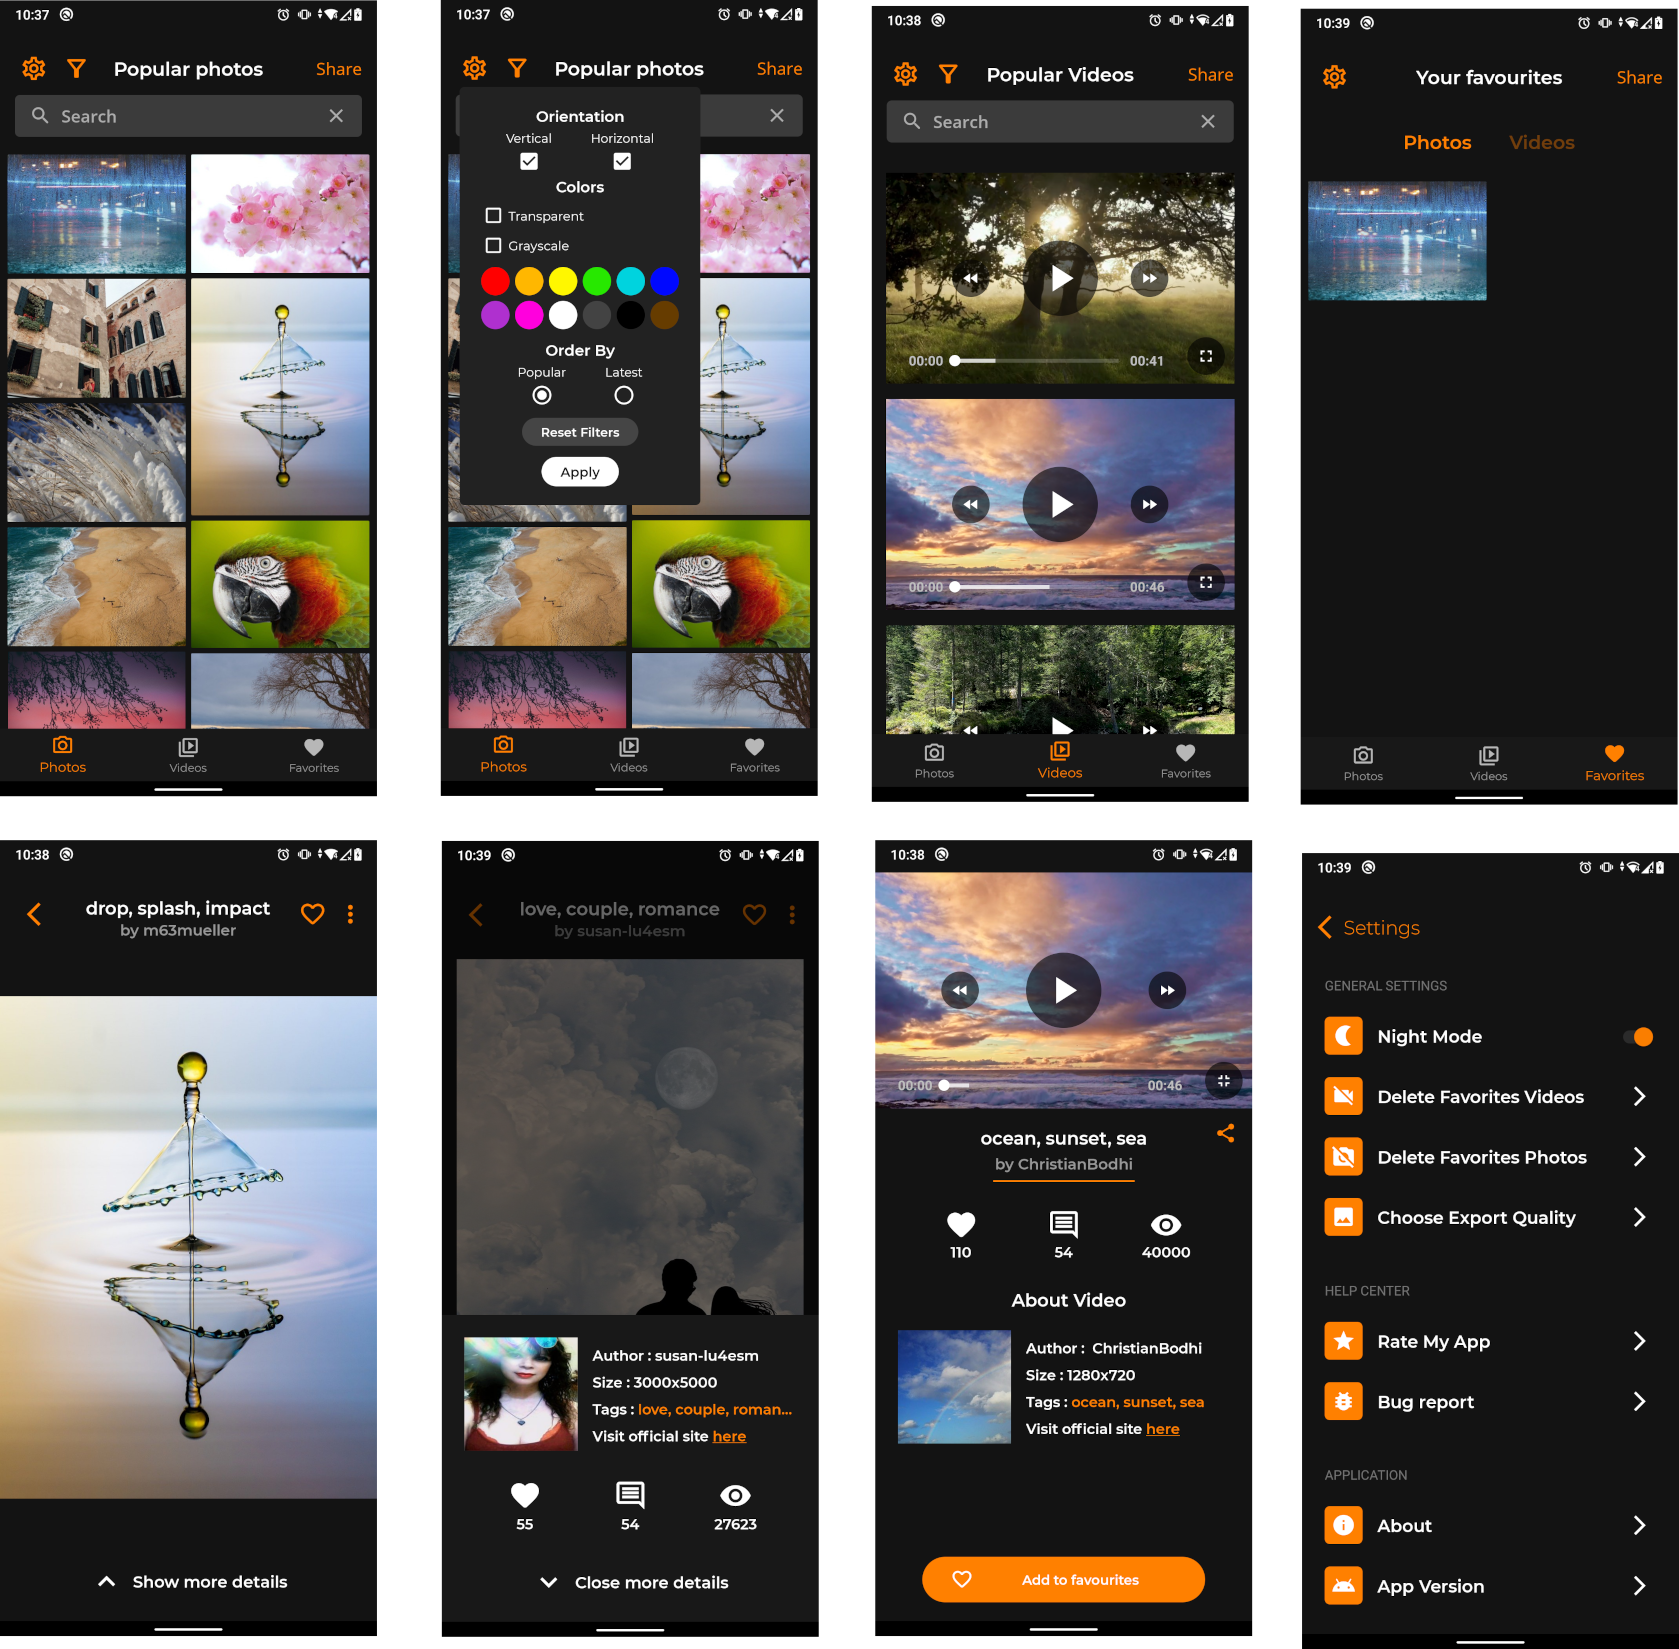 10:37
Popular photos
Share
Search
Photos
Videos
Favorites
10:37
Popular photos
Share
Orientation
Vertical Horizontal
Colors
Transparent
Grayscale
Order By
Popular Latest
Reset Filters
Apply
Photos
Videos
Favorites
10:38
Popular Videos
Share
Search
00:00 00:41
00:00 00:46
Photos
Videos
Favorites
10:39
Your favourites
Share
Photos Videos
Photos
Videos
Favorites
10:38
drop, splash, impact
by m63mueller
Show more details
10:39
love, couple, romance
by susan-lu4esm
Author : susan-lu4esm
Size : 3000x5000
Tags : love, couple, roman...
Visit official site here
55 54 27623
Close more details
10:38
00:00 00:46
ocean, sunset, sea
by ChristianBodhi
110 54 40000
About Video
Author : ChristianBodhi
Size : 1280x720
Tags : ocean, sunset, sea
Visit official site here
Add to favourites
10:39
Settings
GENERAL SETTINGS
Night Mode
Delete Favorites Videos
Delete Favorites Photos
Choose Export Quality
HELP CENTER
Rate My App
Bug report
APPLICATION
About
App Version